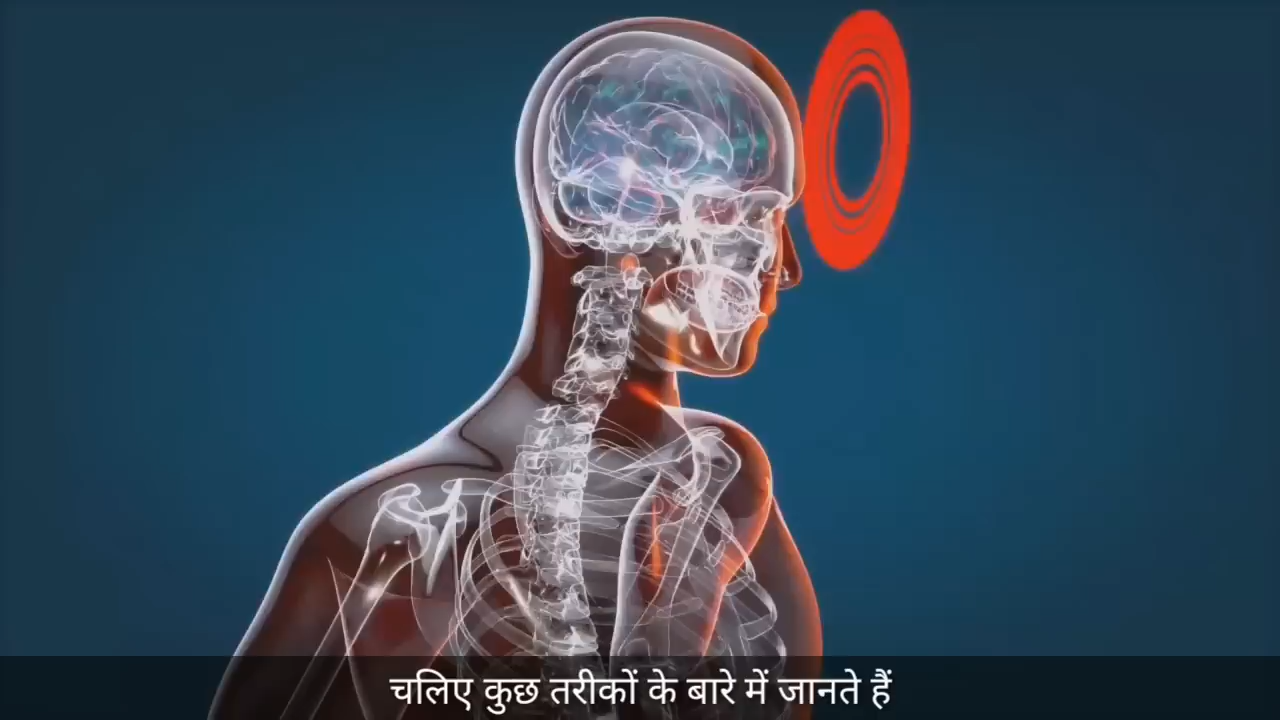 चलिए कुछ तरीकों के बारे में जानते हैं